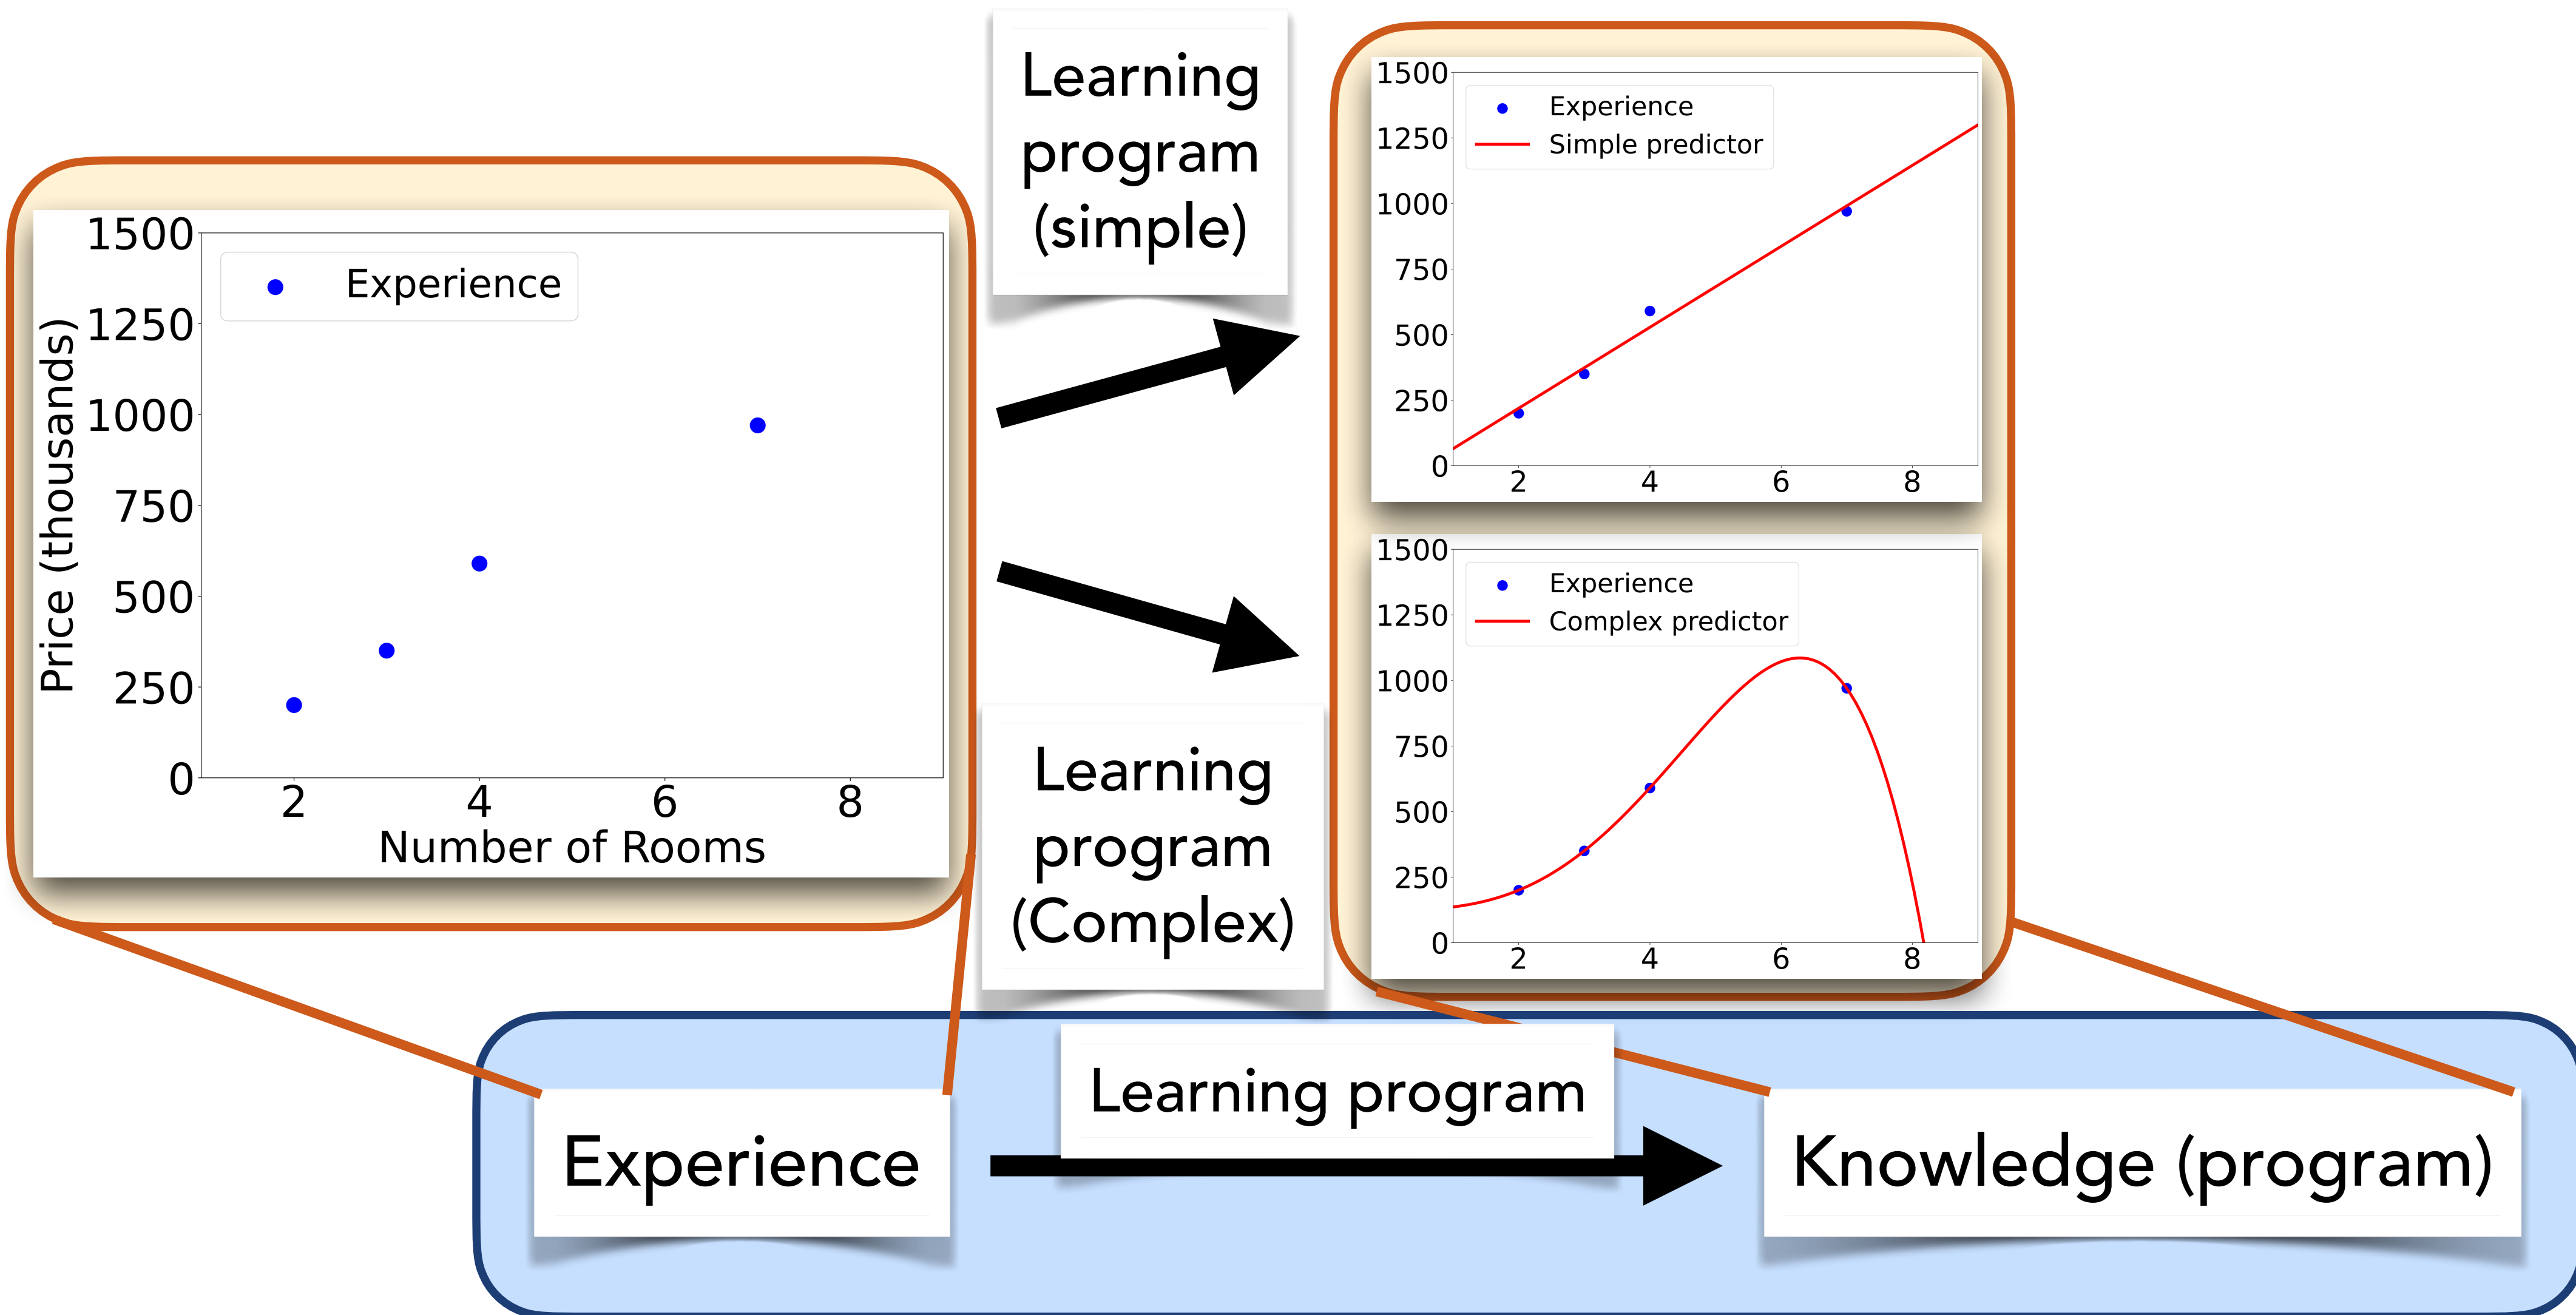 Learning
program
(simple)
1500
1250
1000
750
500
250
0
Experience
Price (thousands)
2 4 6 8
Number of Rooms
1500
1250
1000
750
500
250
0
Experience
Simple predictor
2 4 6 8
Learning
program
(Complex)
1500
1250
1000
750
500
250
0
Experience
Complex predictor
2 4 6 8
Experience
Learning program
Knowledge (program)